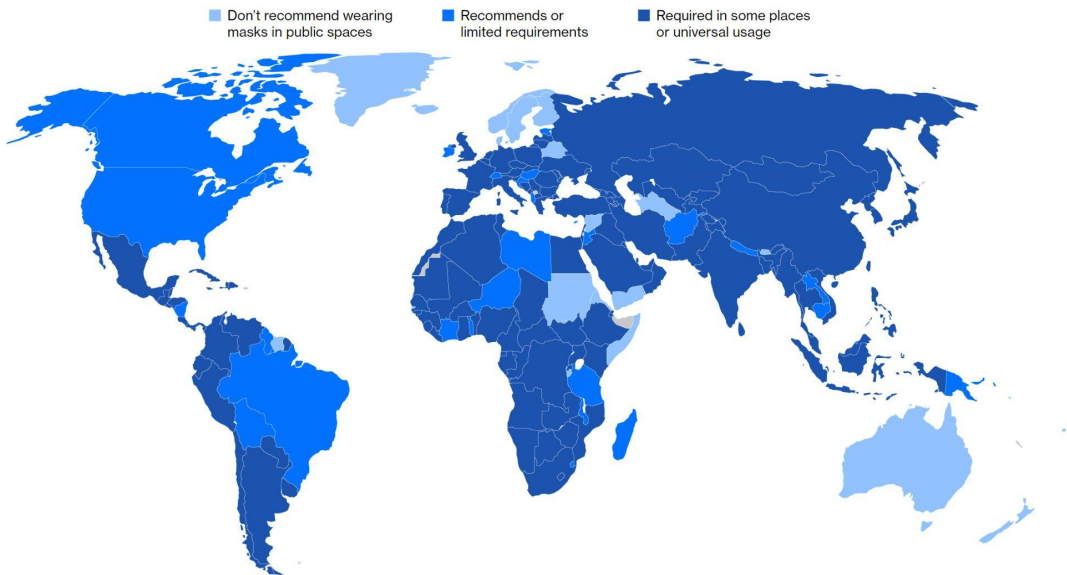 Don't recommend wearing
masks in public spaces
Recommends or
limited requirements
Required in some places
or universal usage